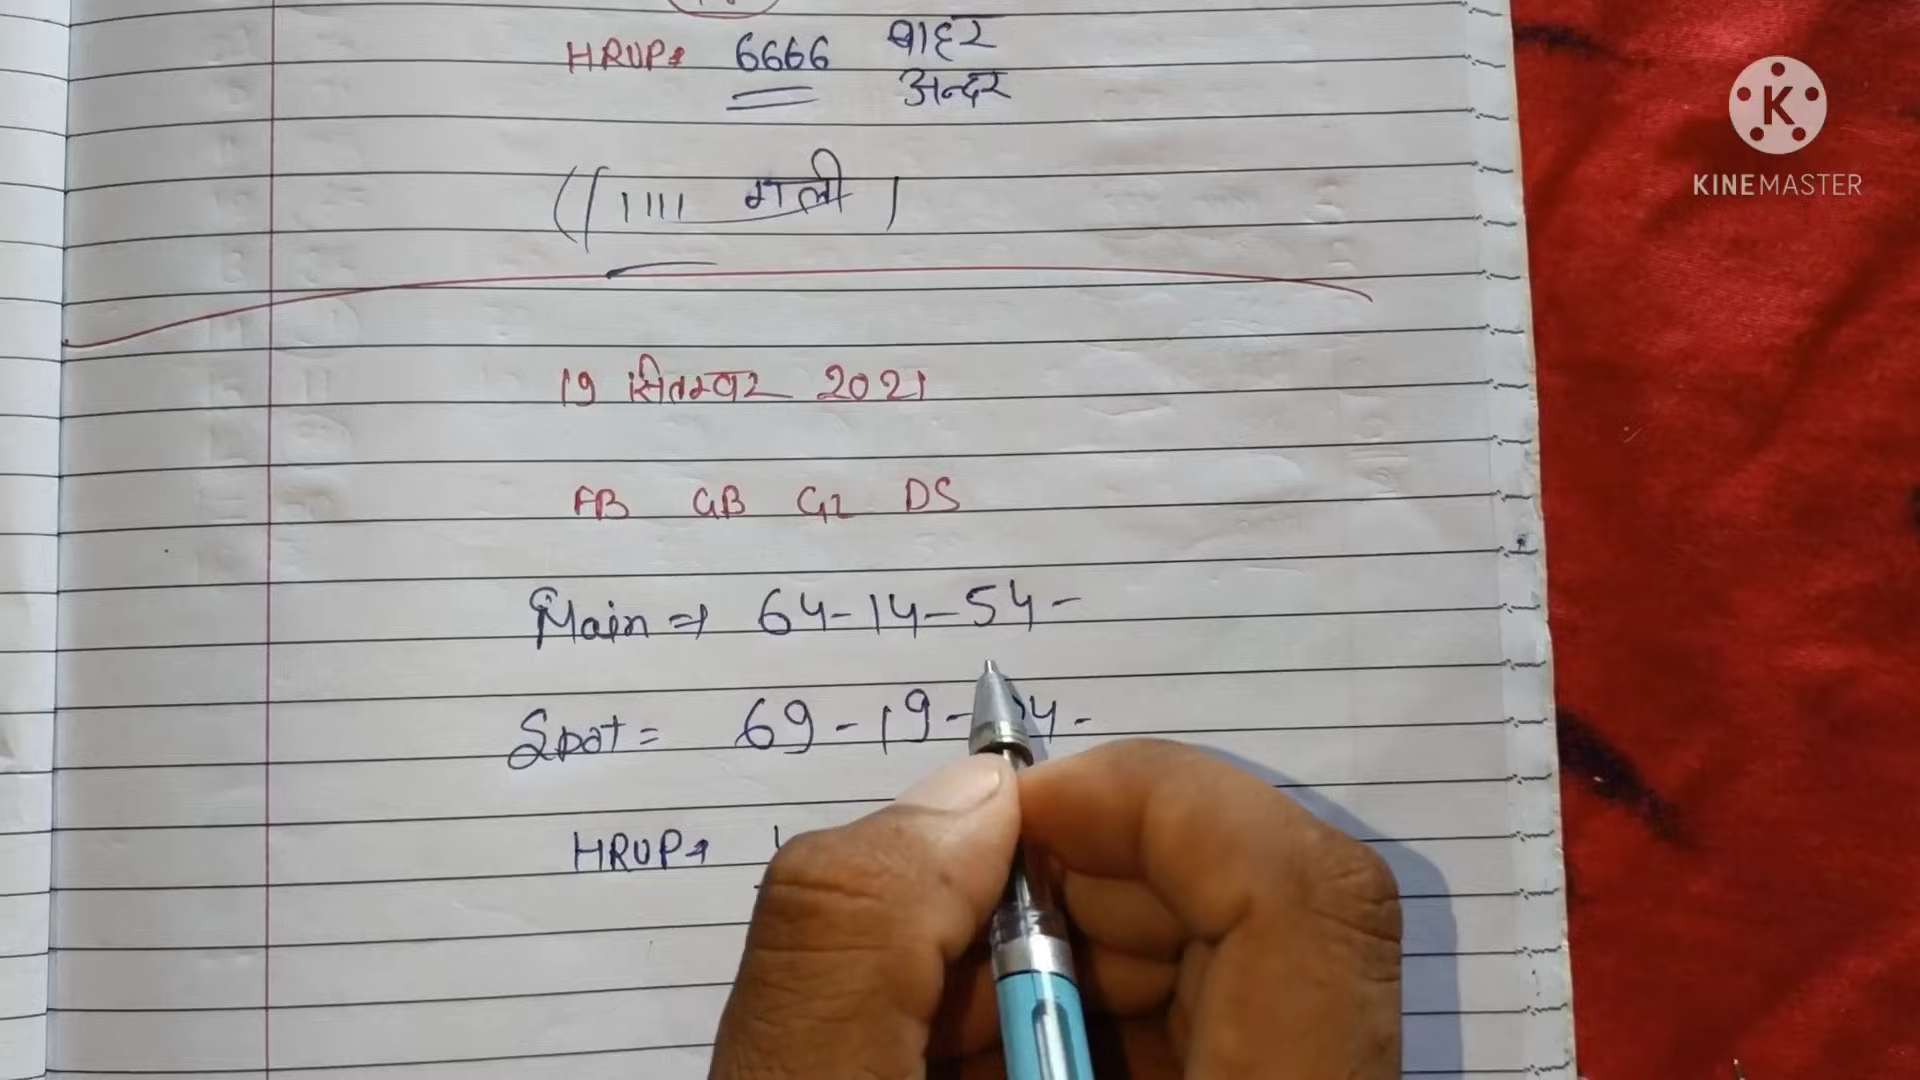 HRUP→ 6666 बाहर
अन्दर
1111 गली
19 सितम्बर 2021
FB GB G2 DS
Main ⇒ 64-14-54-
Spot = 69-19-
HRUP→
K
KINEMASTER